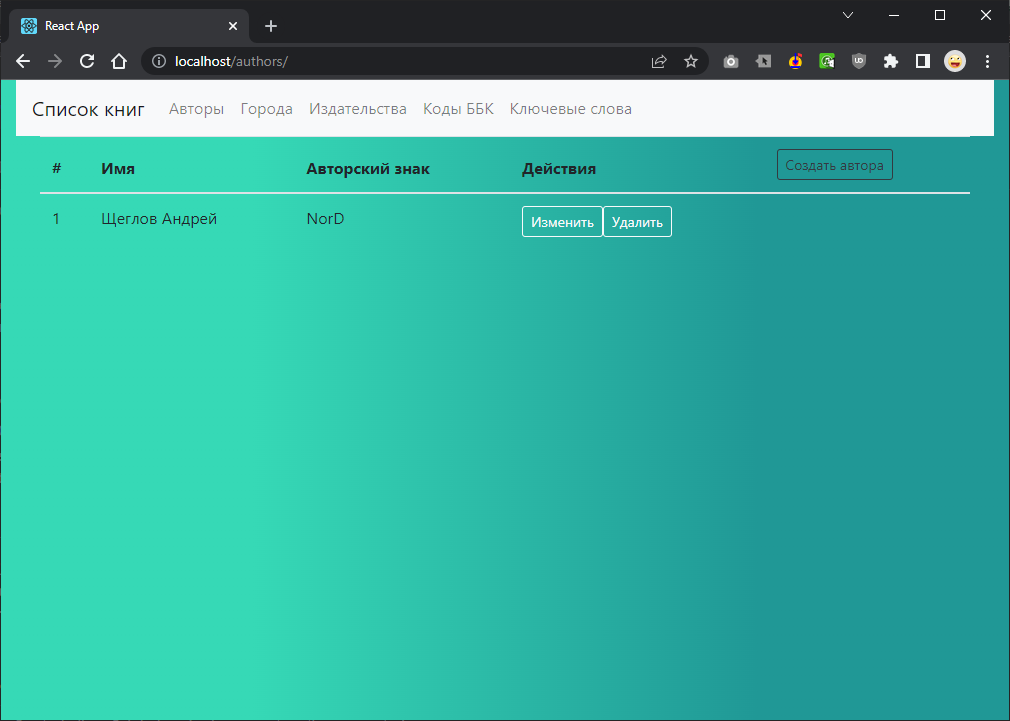 React App
localhost/authors/
Список книг Авторы Города Издательства Коды ББК Ключевые слова
# Имя Авторский знак Действия Создать автора
1 Щеглов Андрей NorD Изменить Удалить